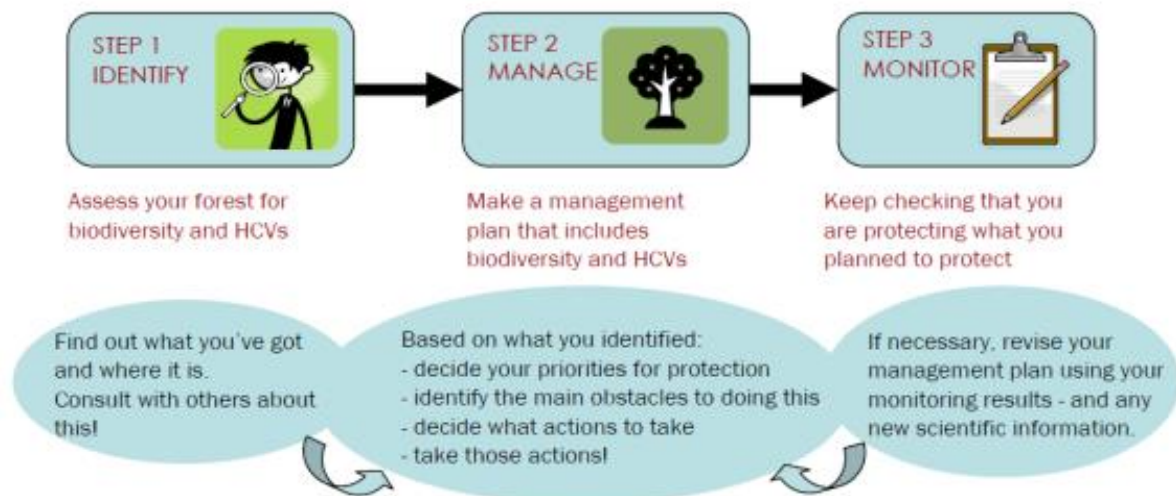 STEP 1
IDENTIFY
STEP 2
MANAGE
STEP 3
MONITOR
Assess your forest for
biodiversity and HCVs
Make a management
plan that includes
biodiversity and HCVs
Keep checking that you
are protecting what you
planned to protect
Find out what you've got
and where it is.
Consult with others about
this!
Based on what you identified:
- decide your priorities for protection
- identify the main obstacles to doing this
- decide what actions to take
- take those actions!
If necessary, revise your
management plan using your
monitoring results - and any
new scientific information.